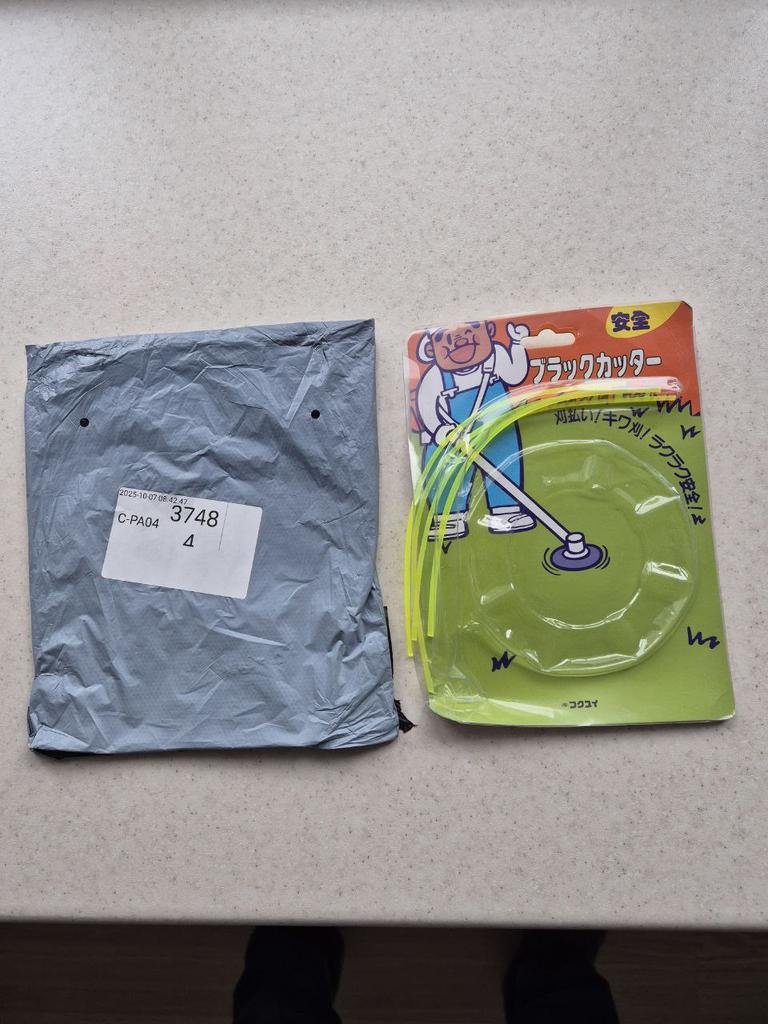 2025-10-07 08:42:47
C-PA04 3748
4
安全
ブラックカッター
刈払い!キワ刈!ラクラク安全!
㈲コクユイ